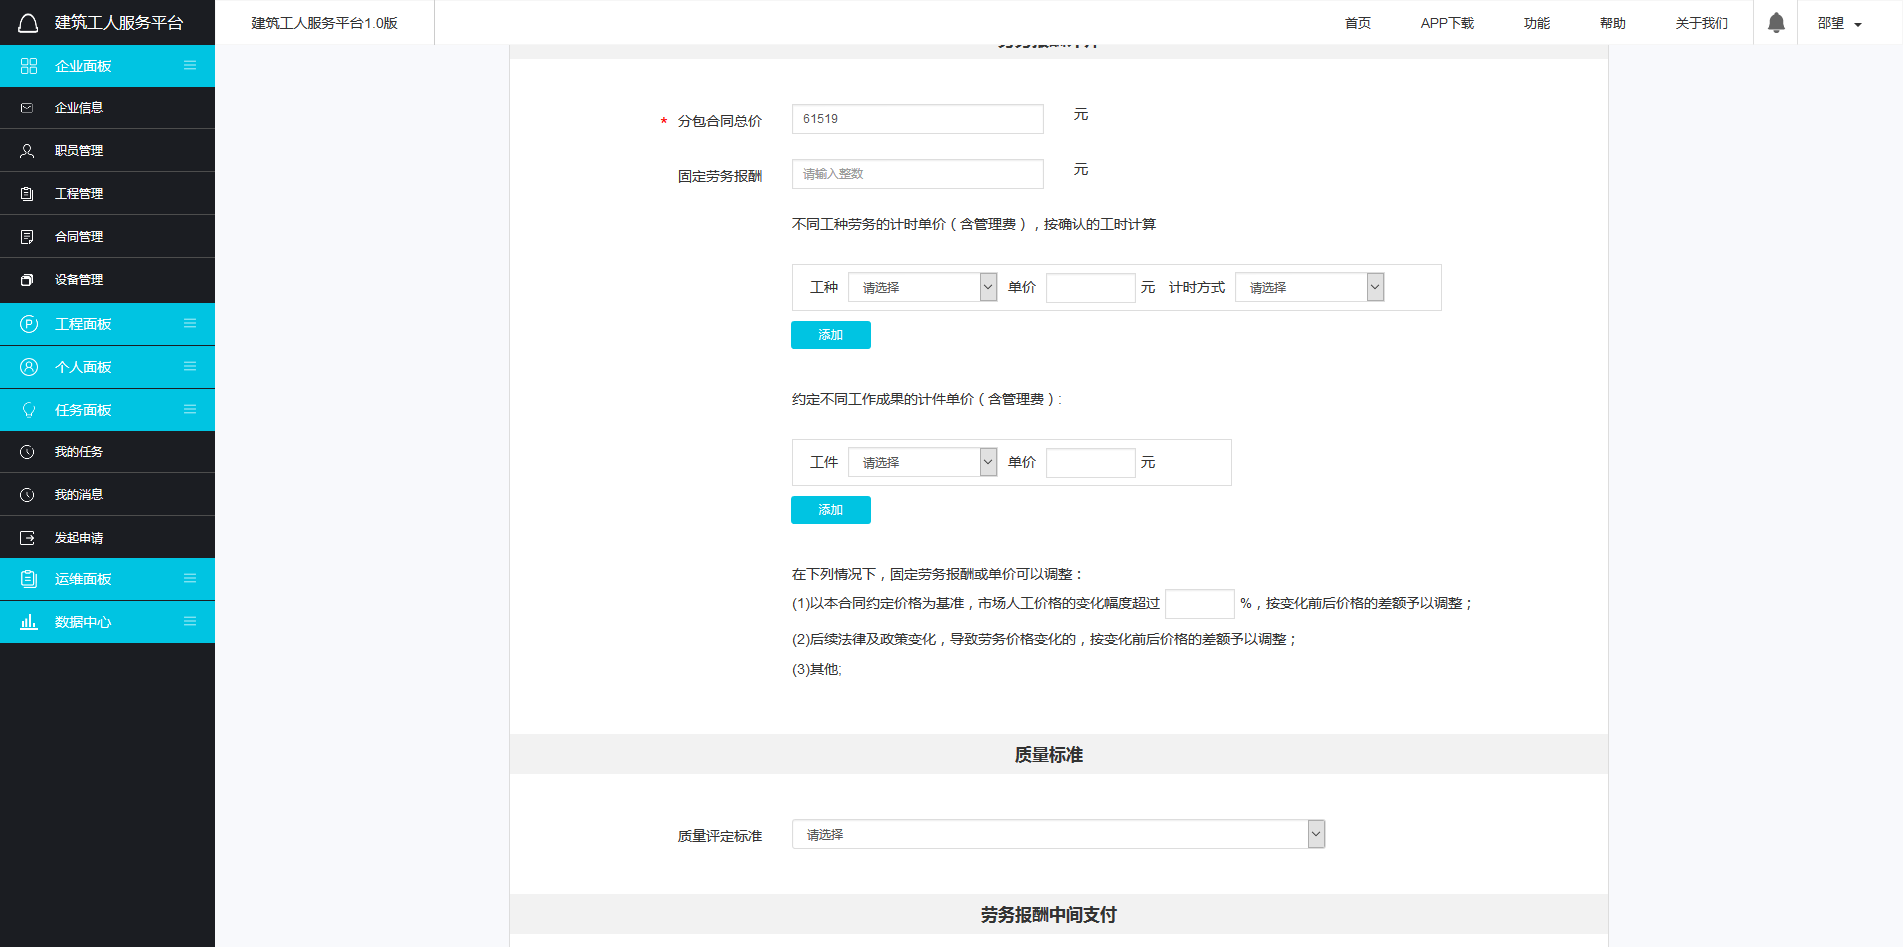 建筑工人服务平台
建筑工人服务平台1.0版
首页
APP下载
功能
帮助
关于我们
邵望
企业面板
企业信息
职员管理
工程管理
合同管理
设备管理
工程面板
个人面板
任务面板
我的任务
我的消息
发起申请
运维面板
数据中心
* 分包合同总价 61519 元
固定劳务报酬 请输入整数 元
不同工种劳务的计时单价（含管理费），按确认的工时计算
工种 请选择 单价 元 计时方式 请选择
添加
约定不同工作成果的计件单价（含管理费）:
工件 请选择 单价 元
添加
在下列情况下，固定劳务报酬或单价可以调整：
(1)以本合同约定价格为基准，市场人工价格的变化幅度超过 %，按变化前后价格的差额予以调整；
(2)后续法律及政策变化，导致劳务价格变化的，按变化前后价格的差额予以调整；
(3)其他;
质量标准
质量评定标准 请选择
劳务报酬中间支付